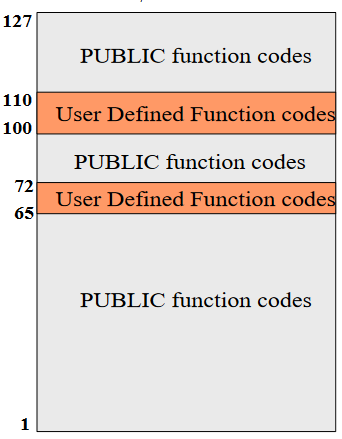 127
PUBLIC function codes
110
User Defined Function codes
100
PUBLIC function codes
72
User Defined Function codes
65
PUBLIC function codes
1